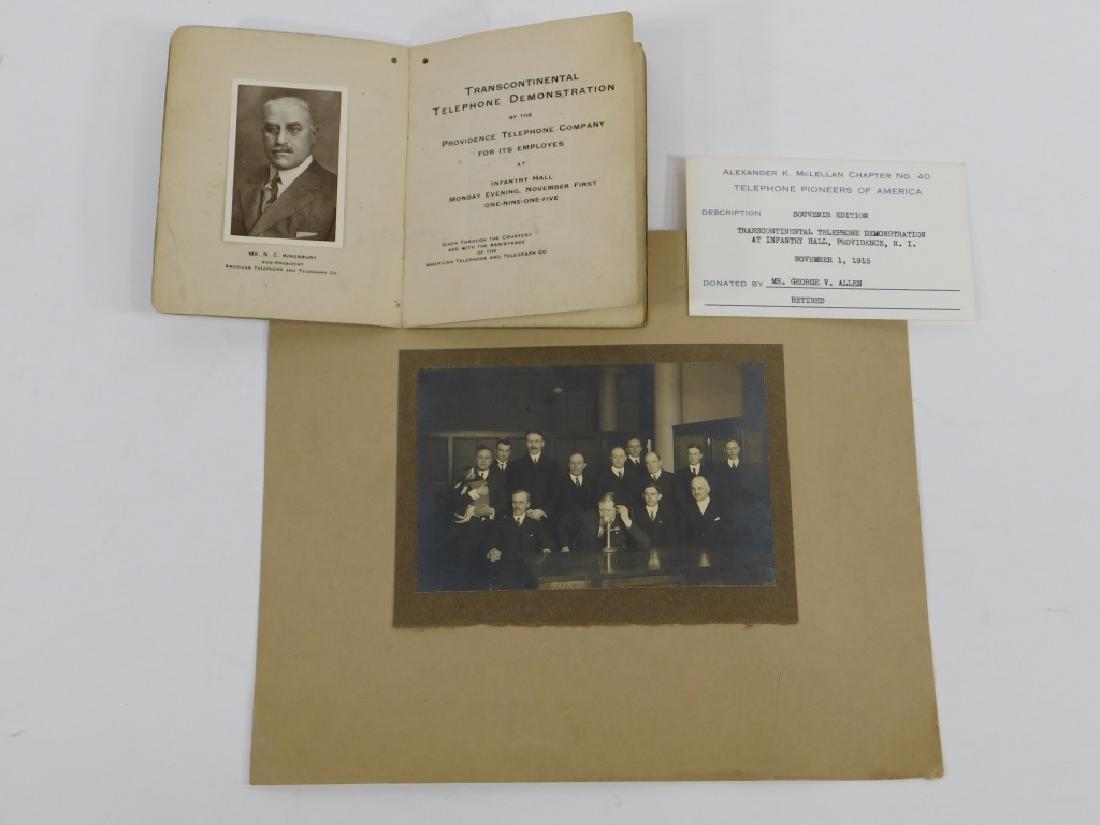 MR. N. C. KINGSBURY
VICE-PRESIDENT
AMERICAN TELEPHONE AND TELEGRAPH CO.
TRANSCONTINENTAL
TELEPHONE DEMONSTRATION
BY THE
PROVIDENCE TELEPHONE COMPANY
FOR ITS EMPLOYES
AT
INFANTRY HALL
MONDAY EVENING, NOVEMBER FIRST
ONE-NINE-ONE-FIVE
GIVEN THROUGH THE COURTESY
AND WITH THE ASSISTANCE
OF THE
AMERICAN TELEPHONE AND TELEGRAPH CO.
ALEXANDER K. MCLELLAN CHAPTER NO. 40
TELEPHONE PIONEERS OF AMERICA
DESCRIPTION SOUVENIR EDITION
TRANSCONTINENTAL TELEPHONE DEMONSTRATION
AT INFANTRY HALL, PROVIDENCE, R. I.
NOVEMBER 1, 1915
DONATED BY MR. GEORGE V. ALLEN
RETIRED